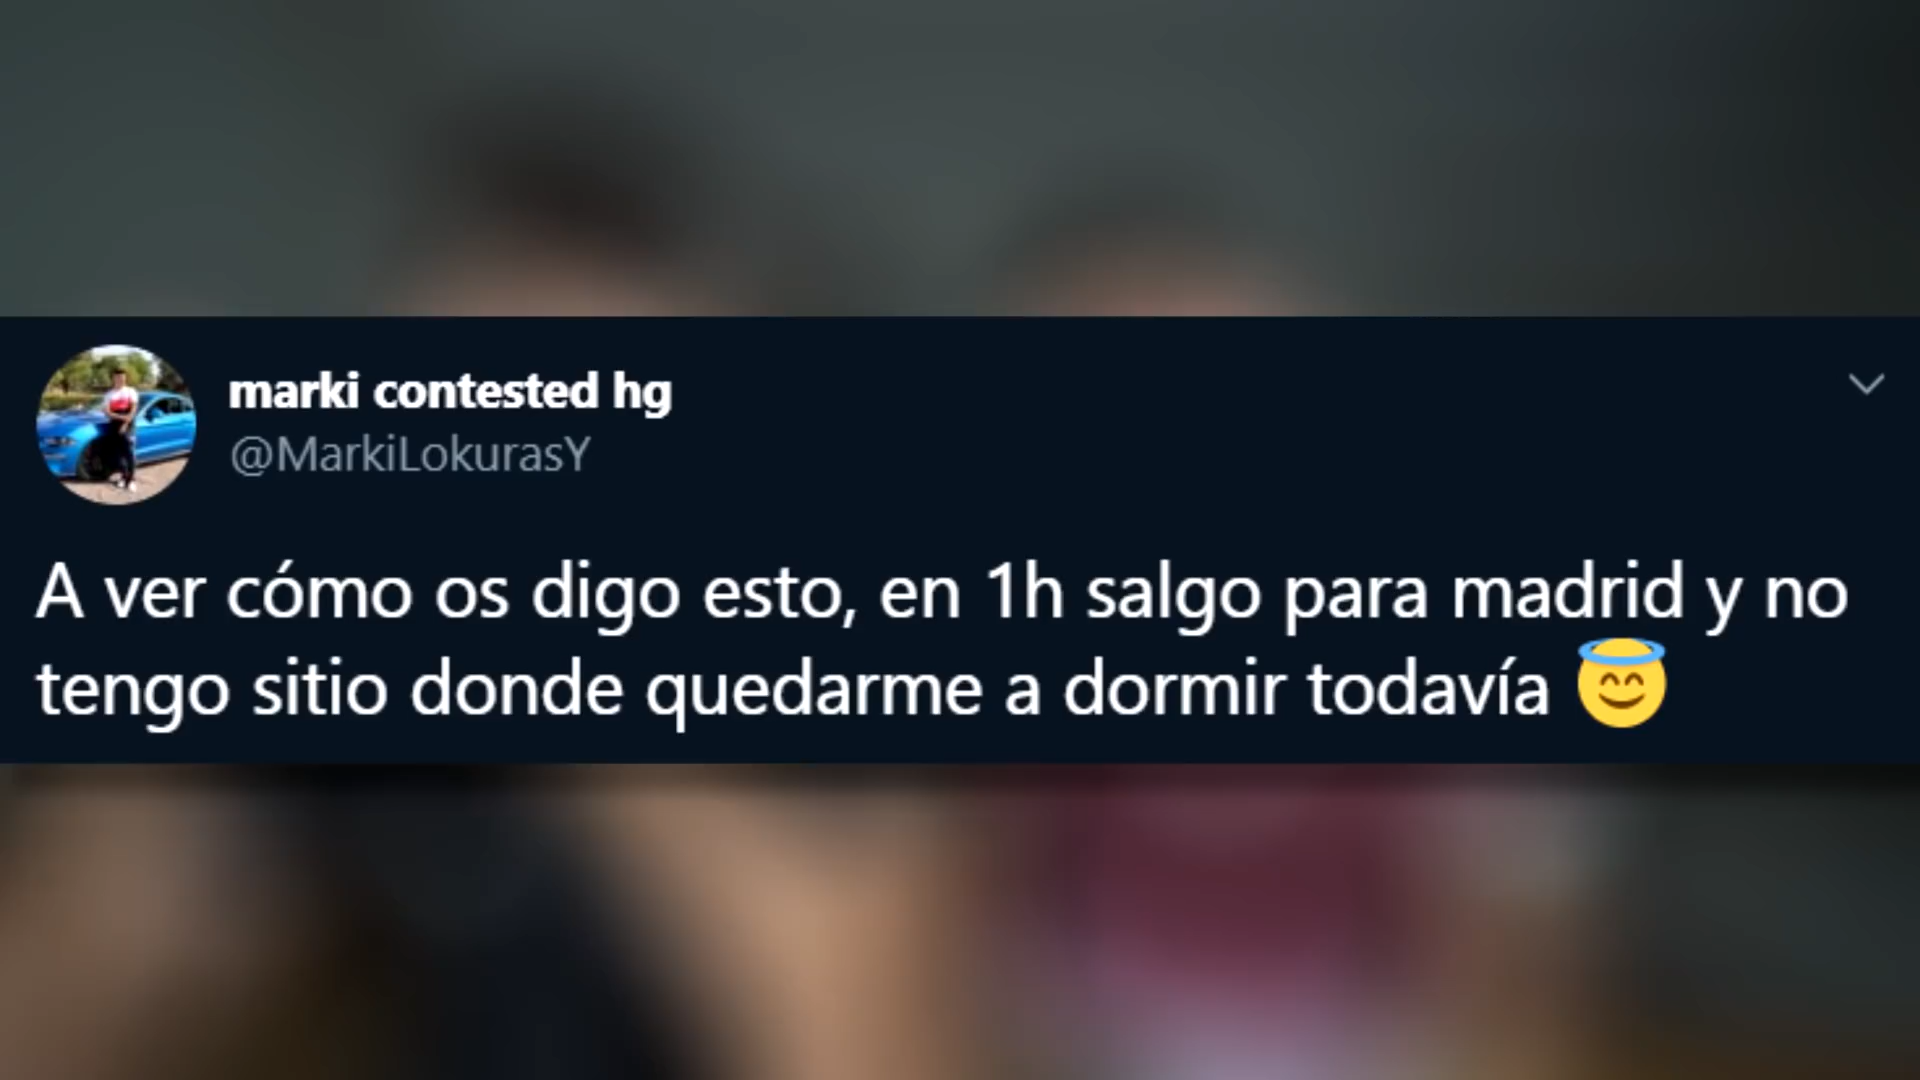 marki contested hg
@MarkiLokurasY
A ver cómo os digo esto, en 1h salgo para madrid y no
tengo sitio donde quedarme a dormir todavía 😇